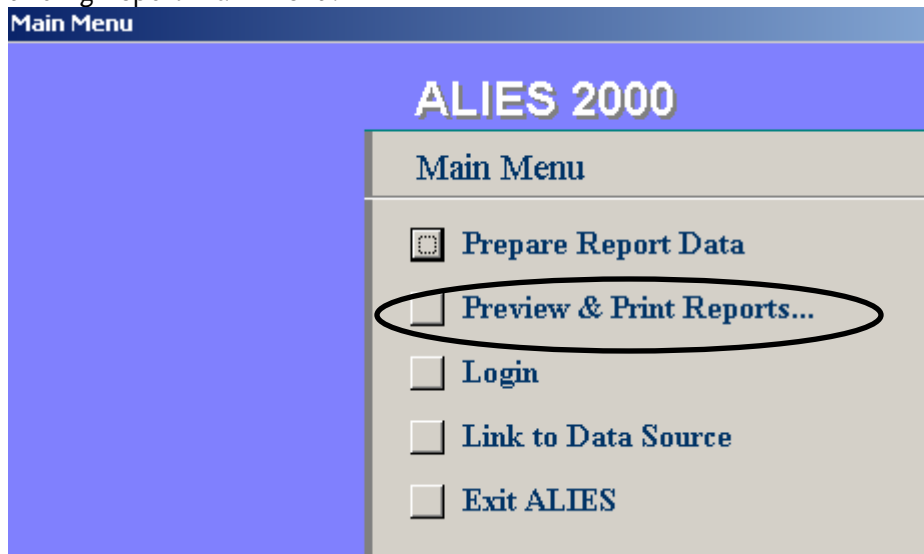 Main Menu
ALIES 2000
Main Menu
Prepare Report Data
Preview & Print Reports...
Login
Link to Data Source
Exit ALIES